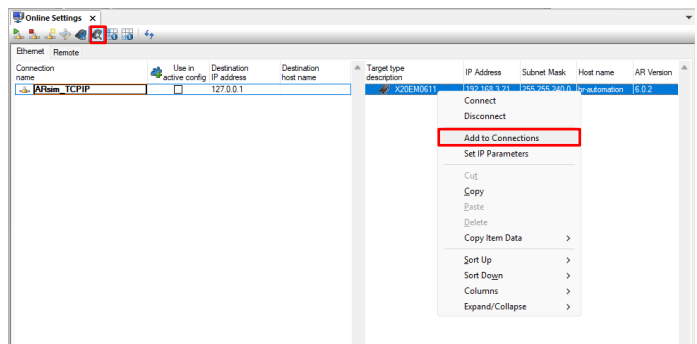 Online Settings
Ethernet Remote
Connection name Use in active config Destination IP address Destination host name Target type description IP Address Subnet Mask Host name AR Version
ARsim_TCPIP 127.0.0.1 X20EM0611 192.168.3.21 255.255.240.0 br-automation 6.0.2
Connect
Disconnect
Add to Connections
Set IP Parameters
Cut
Copy
Paste
Delete
Copy Item Data
Sort Up
Sort Down
Columns
Expand/Collapse